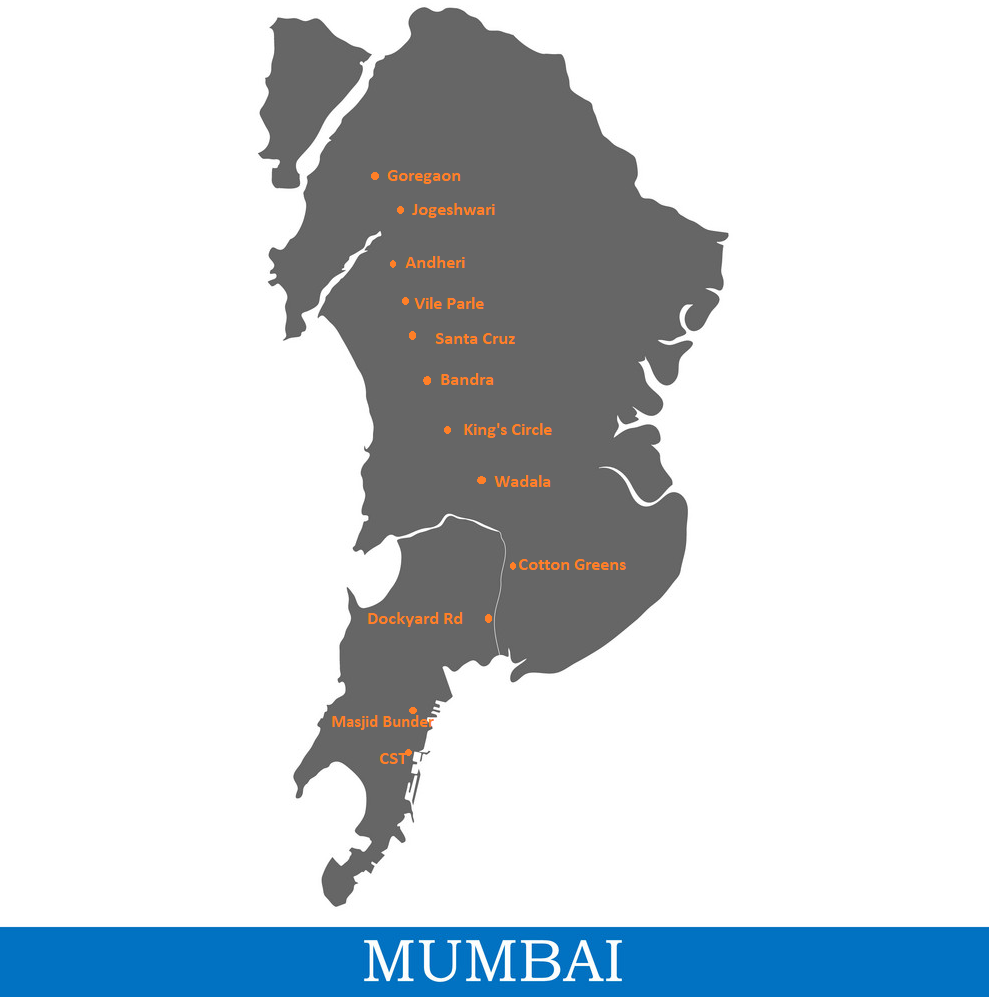 Goregaon
Jogeshwari
Andheri
Vile Parle
Santa Cruz
Bandra
King's Circle
Wadala
Cotton Greens
Dockyard Rd
Masjid Bunder
CST
MUMBAI